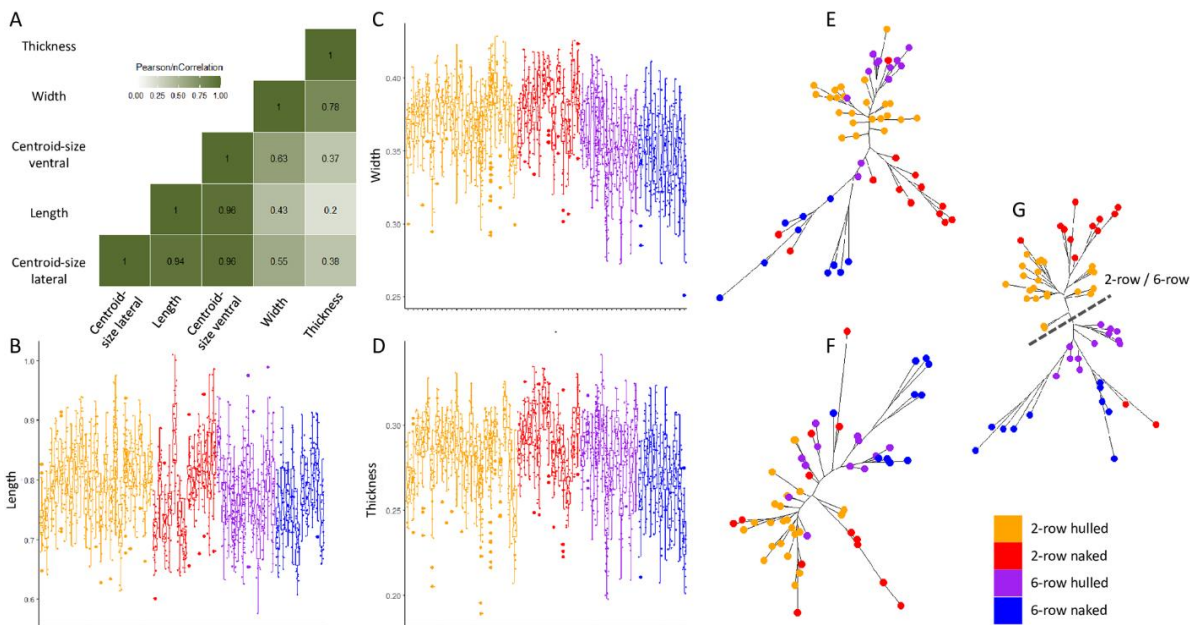 A
Thickness
Width
Centroid-size
ventral
Length
Centroid-size
lateral
Pearson/nCorrelation
0.00 0.25 0.50 0.75 1.00
1
1 0.78
1 0.63 0.37
1 0.96 0.43 0.2
1 0.94 0.96 0.55 0.38
Centroid-
size lateral
Length
Centroid-
size ventral
Width
Thickness
B
Length
1.0
0.9
0.8
0.7
0.6
C
Width
0.40
0.35
0.30
0.25
D
Thickness
0.30
0.25
0.20
E
F
G
2-row / 6-row
2-row hulled
2-row naked
6-row hulled
6-row naked